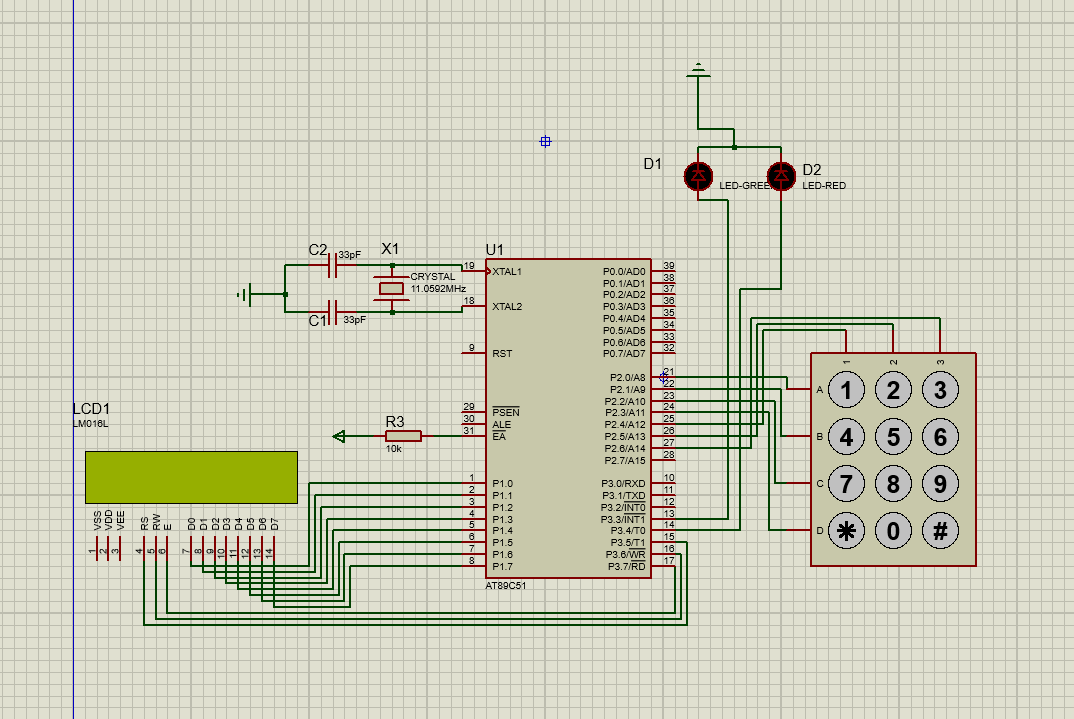 D1
D2
LED-GREE
LED-RED
C2
33pF
X1
CRYSTAL
11.0592MHz
C1
33pF
U1
19
XTAL1
18
XTAL2
9
RST
29
PSEN
30
ALE
31
EA
1
P1.0
2
P1.1
3
P1.2
4
P1.3
5
P1.4
6
P1.5
7
P1.6
8
P1.7
P0.0/AD0
39
P0.1/AD1
38
P0.2/AD2
37
P0.3/AD3
36
P0.4/AD4
35
P0.5/AD5
34
P0.6/AD6
33
P0.7/AD7
32
P2.0/A8
21
P2.1/A9
22
P2.2/A10
23
P2.3/A11
24
P2.4/A12
25
P2.5/A13
26
P2.6/A14
27
P2.7/A15
28
P3.0/RXD
10
P3.1/TXD
11
P3.2/INT0
12
P3.3/INT1
13
P3.4/T0
14
P3.5/T1
15
P3.6/WR
16
P3.7/RD
17
AT89C51
R3
10k
LCD1
LM016L
VSS
VDD
VEE
RS
RW
E
D0
D1
D2
D3
D4
D5
D6
D7
1
2
3
4
5
6
7
8
9
10
11
12
13
14
1
2
3
A
1 2 3
B
4 5 6
C
7 8 9
D
* 0 #